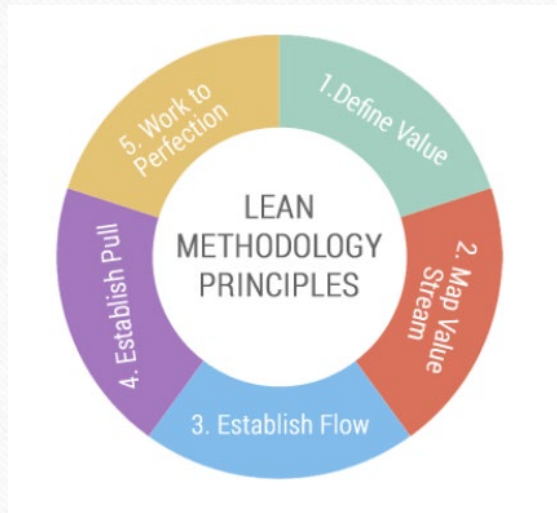 LEAN
METHODOLOGY
PRINCIPLES
1.Define Value
2. Map Value
Stream
3. Establish Flow
4. Establish Pull
5. Work to
Perfection